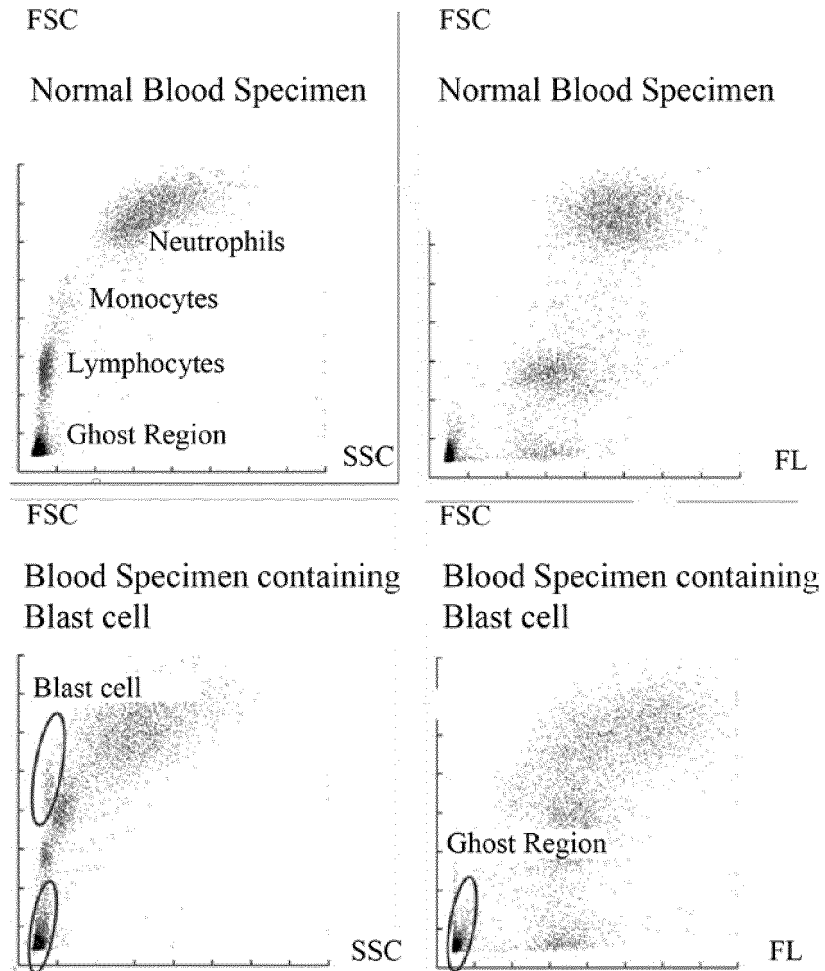 FSC
Normal Blood Specimen
Neutrophils
Monocytes
Lymphocytes
Ghost Region
SSC
FSC
Normal Blood Specimen
FL
FSC
Blood Specimen containing
Blast cell
Blast cell
SSC
FSC
Blood Specimen containing
Blast cell
Ghost Region
FL